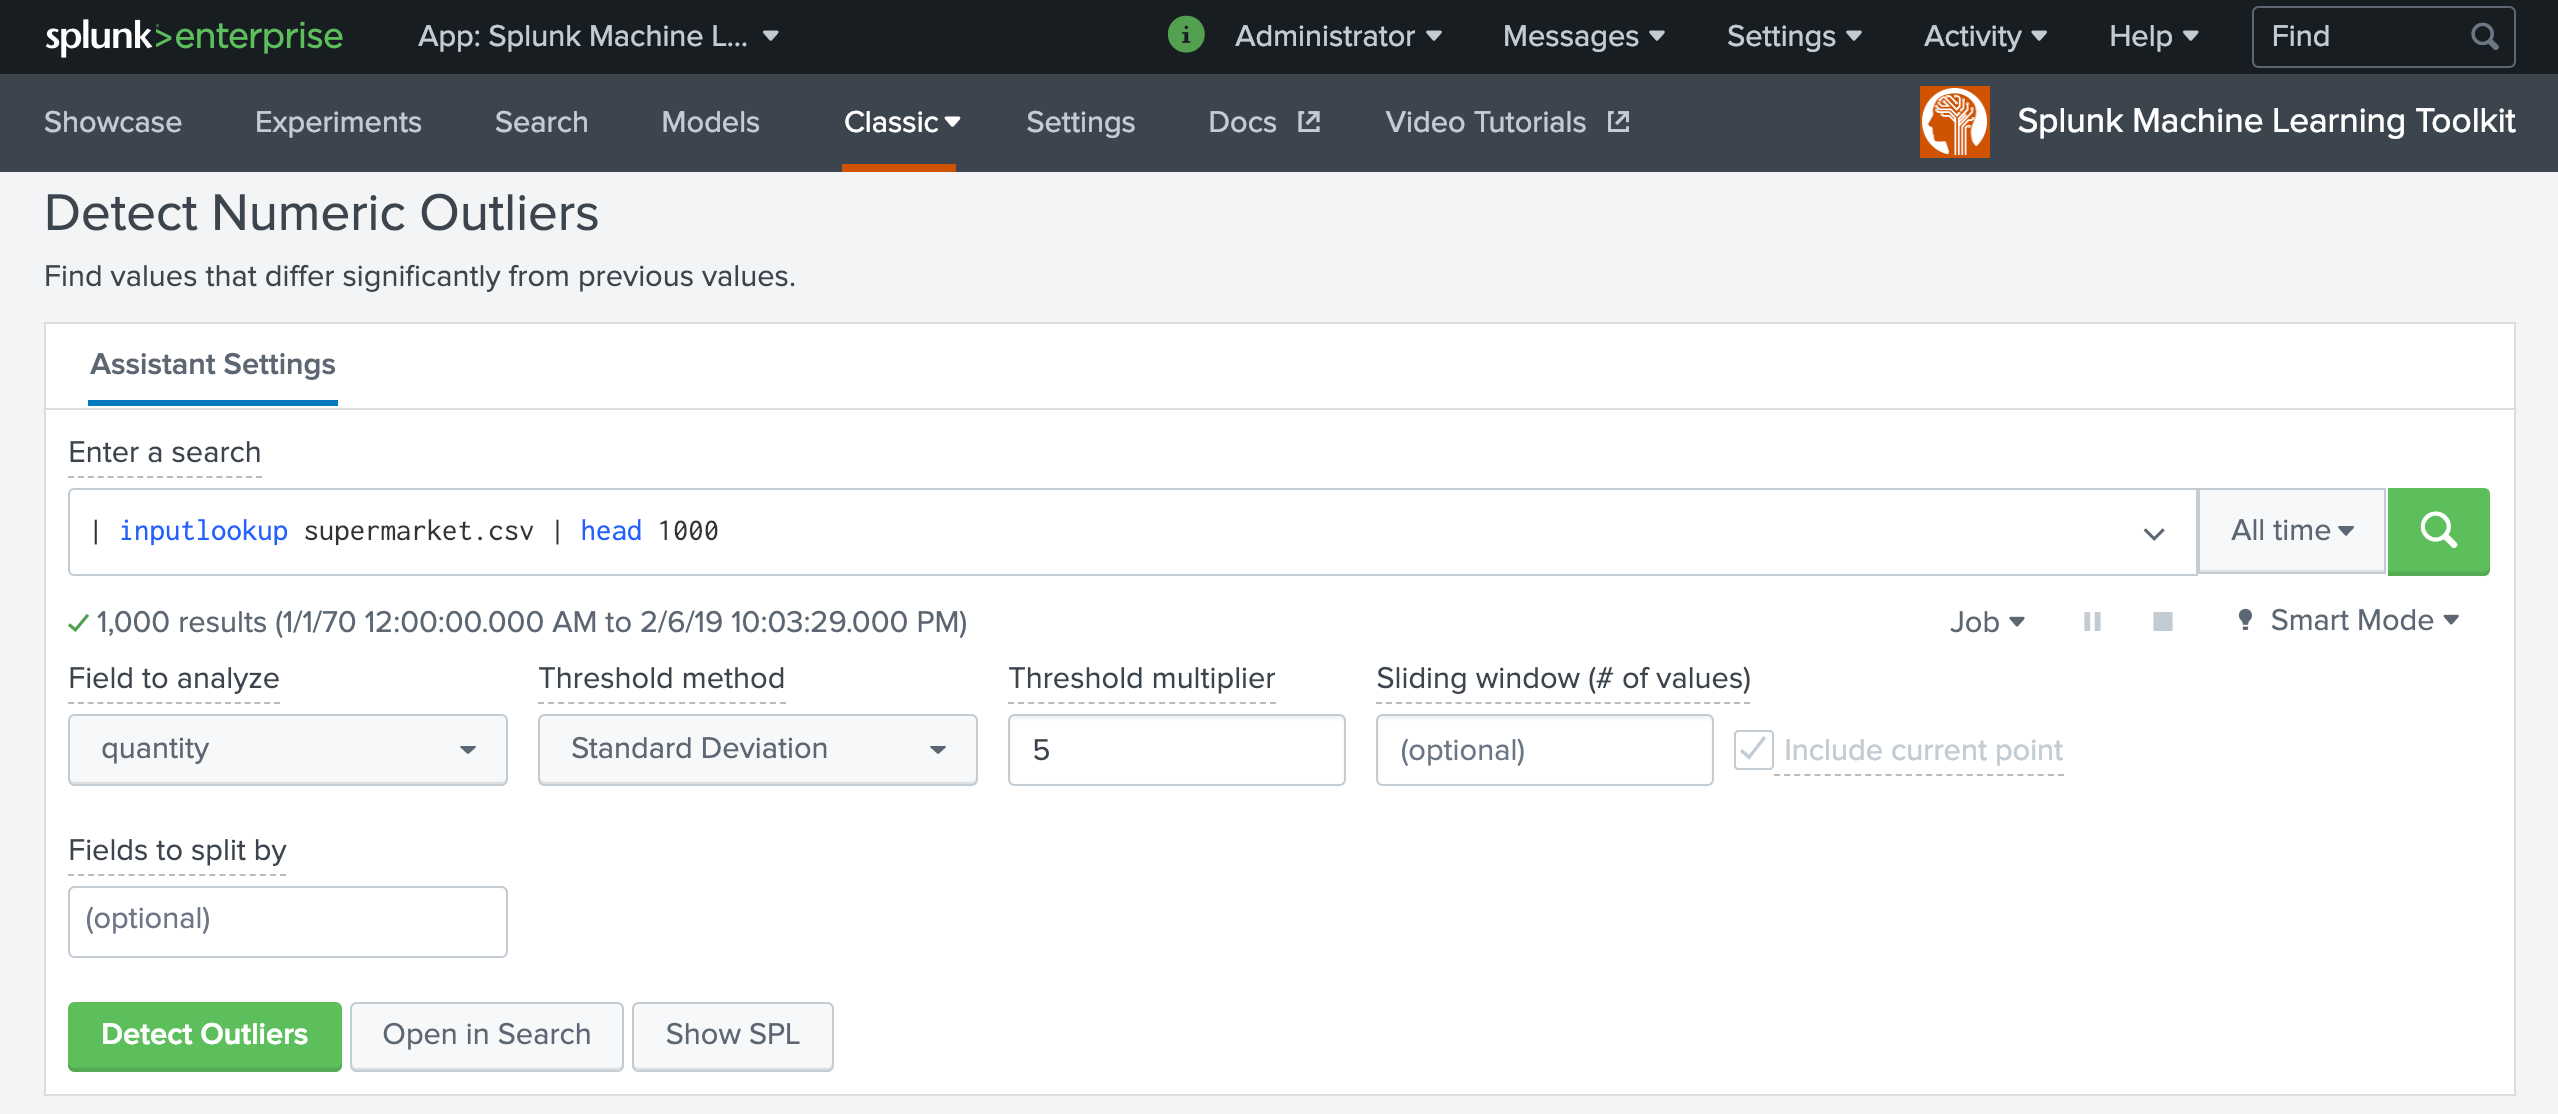 splunk>enterprise App: Splunk Machine L... i Administrator Messages Settings Activity Help Find
Showcase Experiments Search Models Classic Settings Docs Video Tutorials Splunk Machine Learning Toolkit
Detect Numeric Outliers
Find values that differ significantly from previous values.
Assistant Settings
Enter a search
| inputlookup supermarket.csv | head 1000 All time
1,000 results (1/1/70 12:00:00.000 AM to 2/6/19 10:03:29.000 PM) Job Smart Mode
Field to analyze Threshold method Threshold multiplier Sliding window (# of values)
quantity Standard Deviation 5 (optional) Include current point
Fields to split by
(optional)
Detect Outliers Open in Search Show SPL